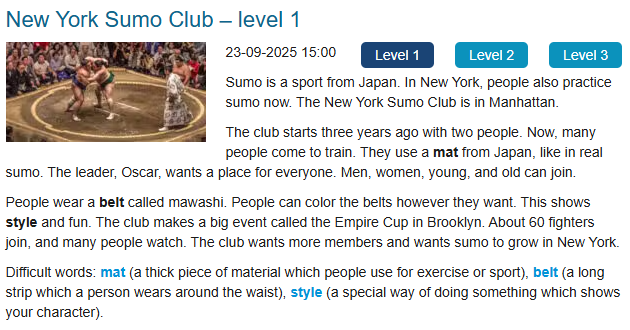 New York Sumo Club – level 1
23-09-2025 15:00
Level 1
Level 2
Level 3
Sumo is a sport from Japan. In New York, people also practice
sumo now. The New York Sumo Club is in Manhattan.
The club starts three years ago with two people. Now, many
people come to train. They use a mat from Japan, like in real
sumo. The leader, Oscar, wants a place for everyone. Men, women, young, and old can join.
People wear a belt called mawashi. People can color the belts however they want. This shows
style and fun. The club makes a big event called the Empire Cup in Brooklyn. About 60 fighters
join, and many people watch. The club wants more members and wants sumo to grow in New York.
Difficult words: mat (a thick piece of material which people use for exercise or sport), belt (a long
strip which a person wears around the waist), style (a special way of doing something which shows
your character).